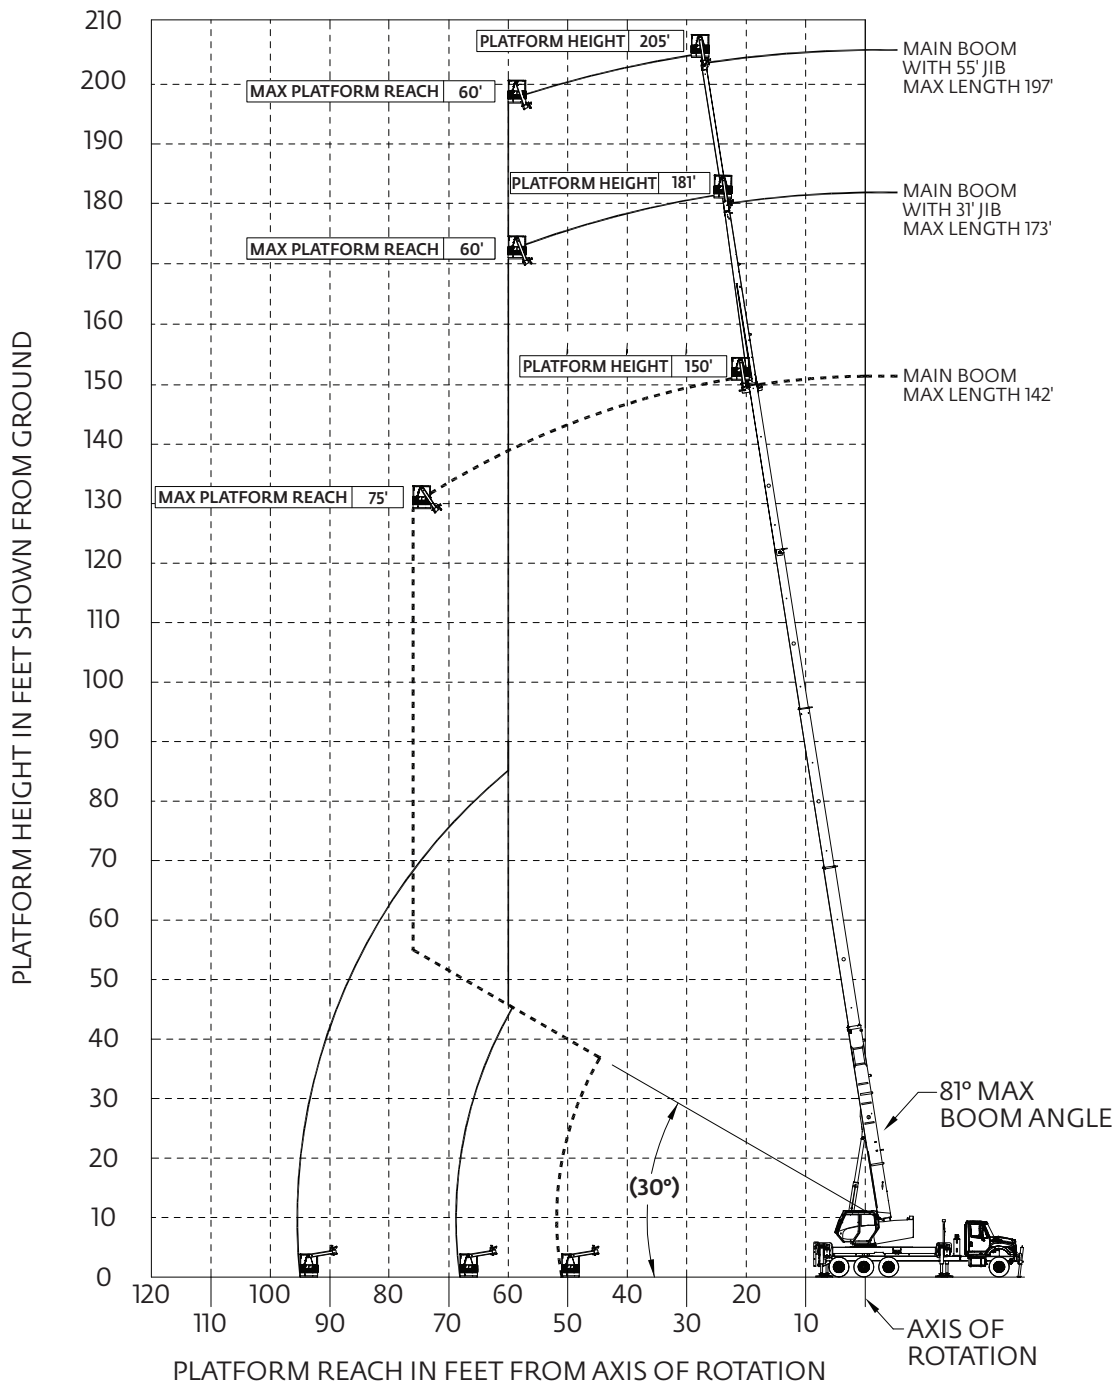 PLATFORM HEIGHT IN FEET SHOWN FROM GROUND
210
200
190
180
170
160
150
140
130
120
110
100
90
80
70
60
50
40
30
20
10
0
PLATFORM HEIGHT 205'
MAX PLATFORM REACH 60'
MAIN BOOM
WITH 55' JIB
MAX LENGTH 197'
PLATFORM HEIGHT 181'
MAX PLATFORM REACH 60'
MAIN BOOM
WITH 31' JIB
MAX LENGTH 173'
PLATFORM HEIGHT 150'
MAIN BOOM
MAX LENGTH 142'
MAX PLATFORM REACH 75'
81° MAX
BOOM ANGLE
(30°)
120 100 80 70 60 40 20
110 90 50 30 10
AXIS OF
ROTATION
PLATFORM REACH IN FEET FROM AXIS OF ROTATION